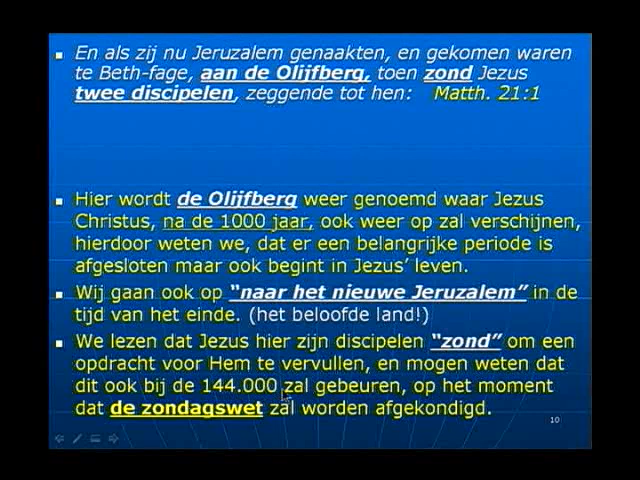 En als zij nu Jeruzalem genaakten, en gekomen waren
te Beth-fage, aan de Olijfberg, toen zond Jezus
twee discipelen, zeggende tot hen: Matth. 21:1
Hier wordt de Olijfberg weer genoemd waar Jezus
Christus, na de 1000 jaar, ook weer op zal verschijnen,
hierdoor weten we, dat er een belangrijke periode is
afgesloten maar ook begint in Jezus’ leven.
Wij gaan ook op “naar het nieuwe Jeruzalem” in de
tijd van het einde. (het beloofde land!)
We lezen dat Jezus hier zijn discipelen “zond” om een
opdracht voor Hem te vervullen, en mogen weten dat
dit ook bij de 144.000 zal gebeuren, op het moment
dat de zondagswet zal worden afgekondigd.
10